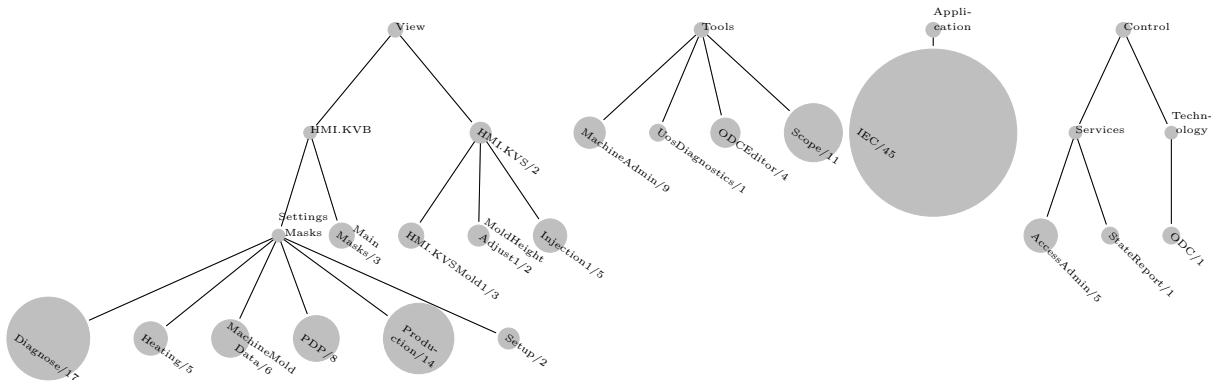 View
Tools
Appli-
cation
Control
HMI.KVB
HMI.KVS/2
MachineAdmin/9
UosDiagnostics/1
ODCEditor/4
Scope/11
IEC/45
Services
Techn-
ology
Settings
Masks
Main
Masks/3
HMI.KVSMold1/3
MoldHeight
Adjust1/2
Injection1/5
AccessAdmin/5
StateReport/1
ODC/1
Diagnose/17
Heating/5
MachineMold
Data/6
PDP/8
Produ-
ction/14
Setup/2